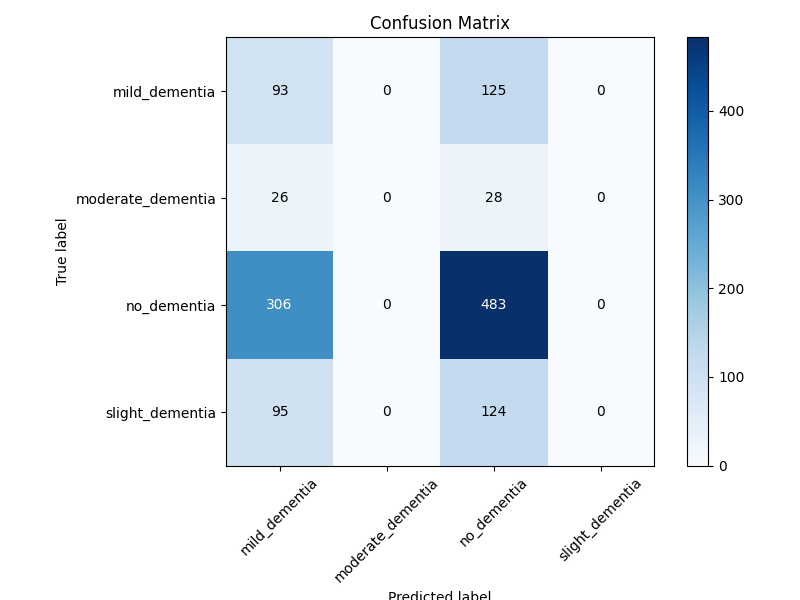 Confusion Matrix
mild_dementia 93 0 125 0
moderate_dementia 26 0 28 0
no_dementia 306 0 483 0
slight_dementia 95 0 124 0
True label
mild_dementia moderate_dementia no_dementia slight_dementia
Predicted label
400
300
200
100
0